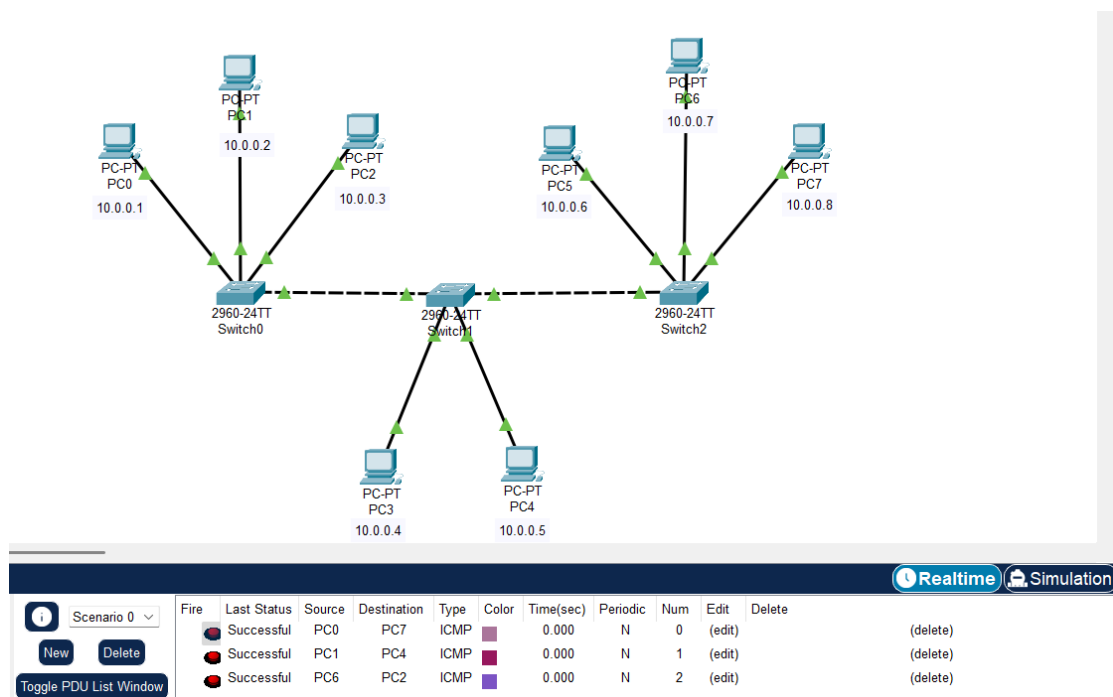 PC-PT
PC1
10.0.0.2
PC-PT
PC6
10.0.0.7
PC-PT
PC0
10.0.0.1
PC-PT
PC2
10.0.0.3
PC-PT
PC5
10.0.0.6
PC-PT
PC7
10.0.0.8
2960-24TT
Switch0
2960-24TT
Switch1
2960-24TT
Switch2
PC-PT
PC3
10.0.0.4
PC-PT
PC4
10.0.0.5
Realtime Simulation
Scenario 0
New Delete
Toggle PDU List Window
Fire Last Status Source Destination Type Color Time(sec) Periodic Num Edit Delete
Successful PC0 PC7 ICMP 0.000 N 0 (edit) (delete)
Successful PC1 PC4 ICMP 0.000 N 1 (edit) (delete)
Successful PC6 PC2 ICMP 0.000 N 2 (edit) (delete)